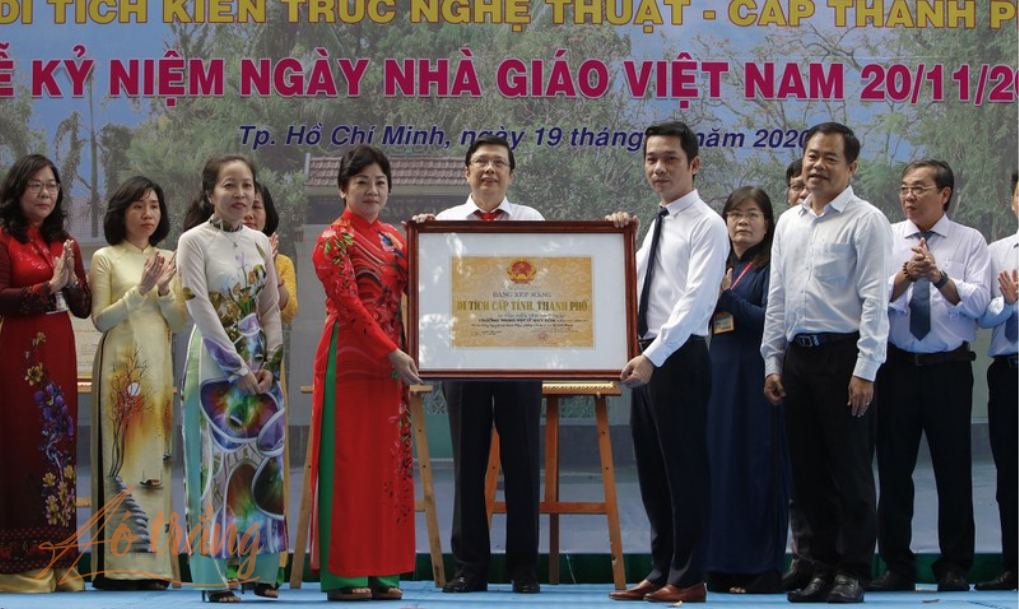 DI TÍCH KIẾN TRÚC NGHỆ THUẬT - CẤP THÀNH P
Ễ KỶ NIỆM NGÀY NHÀ GIÁO VIỆT NAM 20/11/20
Tp. Hồ Chí Minh, ngày 19 tháng năm 2020
BẰNG XẾP HẠNG
DI TÍCH CẤP TỈNH, THÀNH PHỐ
Áo trắng